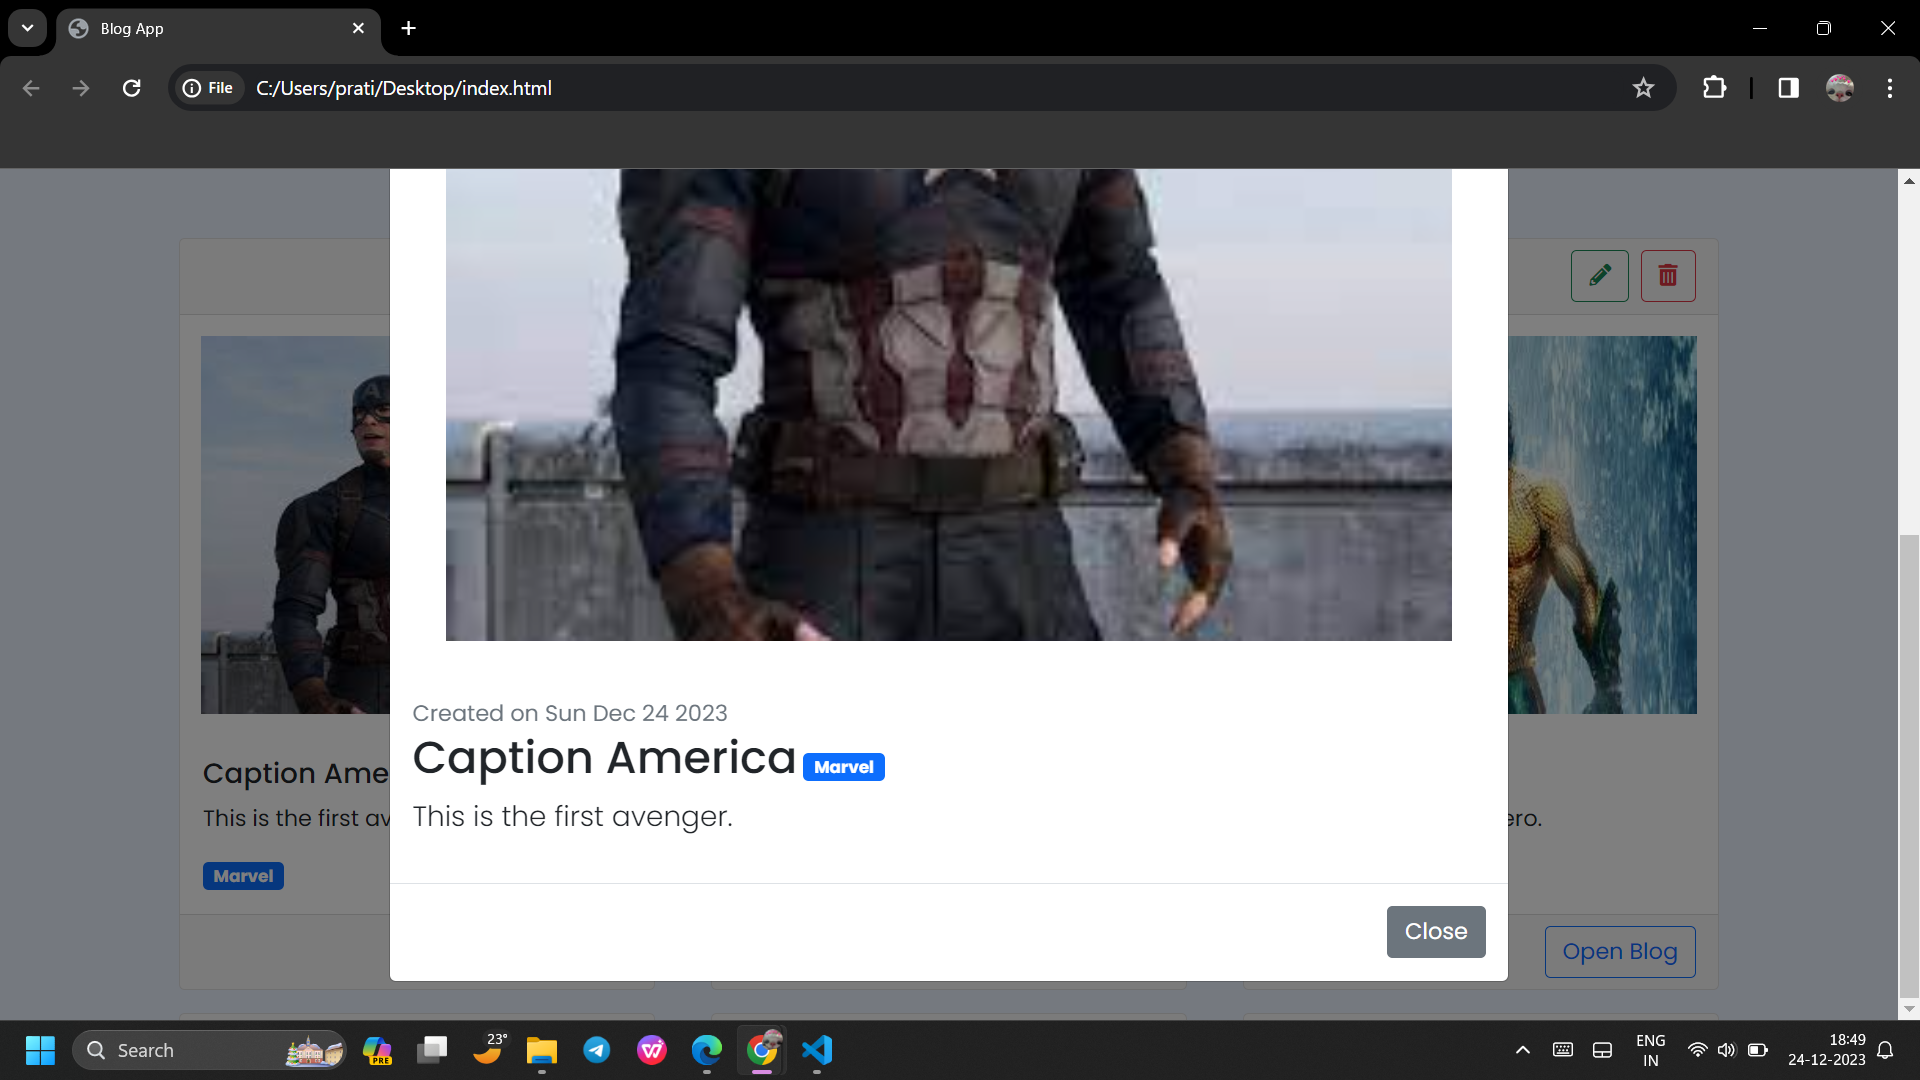 Blog App
File
C:/Users/prati/Desktop/index.html
Created on Sun Dec 24 2023
Caption America Marvel
This is the first avenger.
Close
Caption Ame
This is the first av
Marvel
ero.
Open Blog
Search
PRE
23°
ENG
IN
18:49
24-12-2023